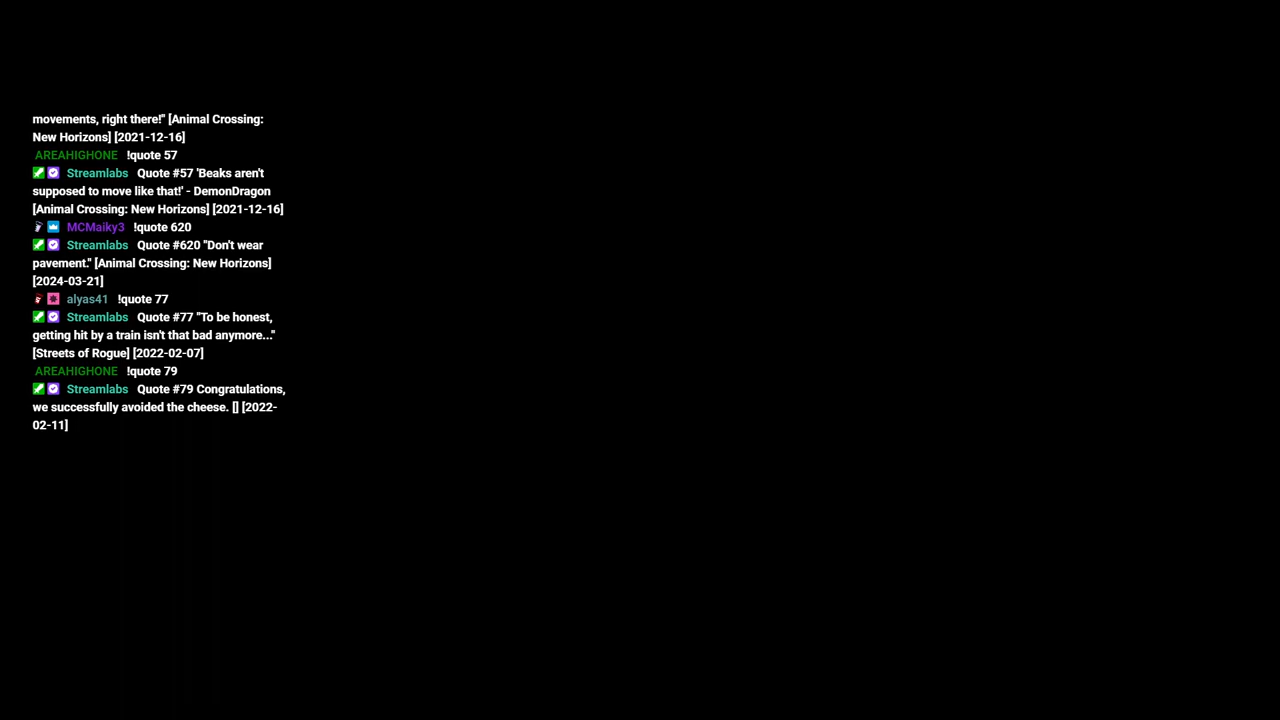 movements, right there!" [Animal Crossing:
New Horizons] [2021-12-16]
AREAHIGHONE !quote 57
Streamlabs Quote #57 'Beaks aren't
supposed to move like that!' - DemonDragon
[Animal Crossing: New Horizons] [2021-12-16]
MCMaiky3 !quote 620
Streamlabs Quote #620 "Don't wear
pavement." [Animal Crossing: New Horizons]
[2024-03-21]
alyas41 !quote 77
Streamlabs Quote #77 "To be honest,
getting hit by a train isn't that bad anymore..."
[Streets of Rogue] [2022-02-07]
AREAHIGHONE !quote 79
Streamlabs Quote #79 Congratulations,
we successfully avoided the cheese. [] [2022-
02-11]